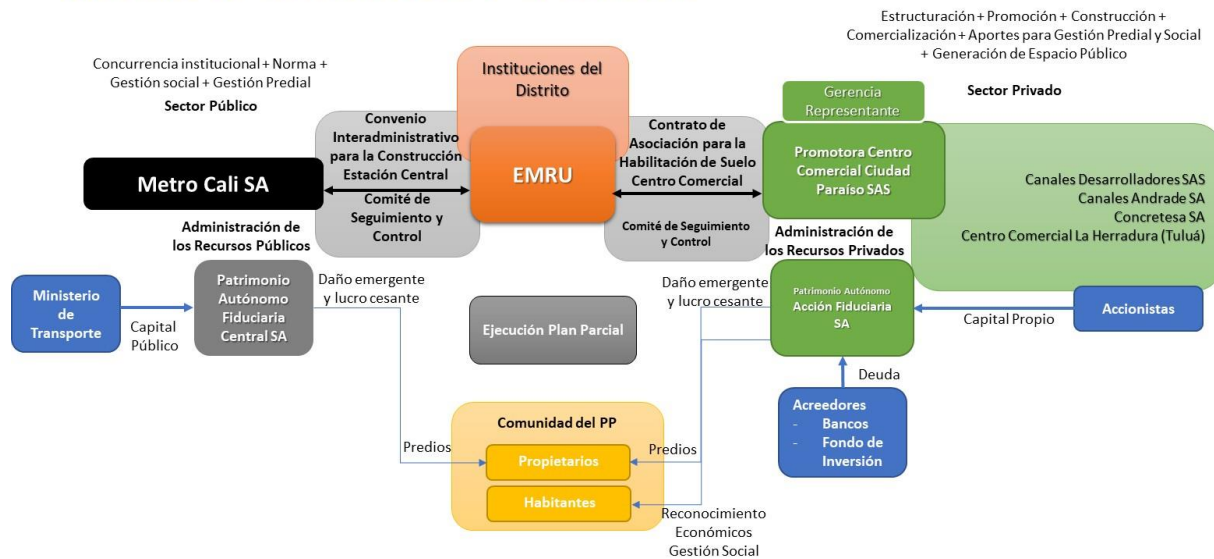 Concurrencia institucional + Norma +
Gestión social + Gestión Predial
Sector Público
Instituciones del
Distrito
Estructuración + Promoción + Construcción +
Comercialización + Aportes para Gestión Predial y Social
+ Generación de Espacio Público
Sector Privado
Gerencia
Representante
Metro Cali SA
Convenio
Interadministrativo
para la Construcción
Estación Central
Comité
de Seguimiento y
Control
EMRU
Contrato de
Asociación para la
Habilitación de Suelo
Centro Comercial
Comité de Seguimiento
y Control
Promotora Centro
Comercial Ciudad
Paraíso SAS
Canales Desarrolladores SAS
Canales Andrade SA
Concretesa SA
Centro Comercial La Herradura (Tuluá)
Administración de
los Recursos Públicos
Administración de
los Recursos Privados
Ministerio
de
Transporte
Capital
Público
Patrimonio
Autónomo
Fiduciaria
Central SA
Daño emergente
y lucro cesante
Ejecución Plan Parcial
Daño emergente
y lucro cesante
Patrimonio Autónomo
Acción Fiduciaria
SA
Capital Propio
Accionistas
Deuda
Acreedores
- Bancos
- Fondo de
Inversión
Comunidad del PP
Predios
Propietarios
Predios
Habitantes
Reconocimiento
Económicos
Gestión Social